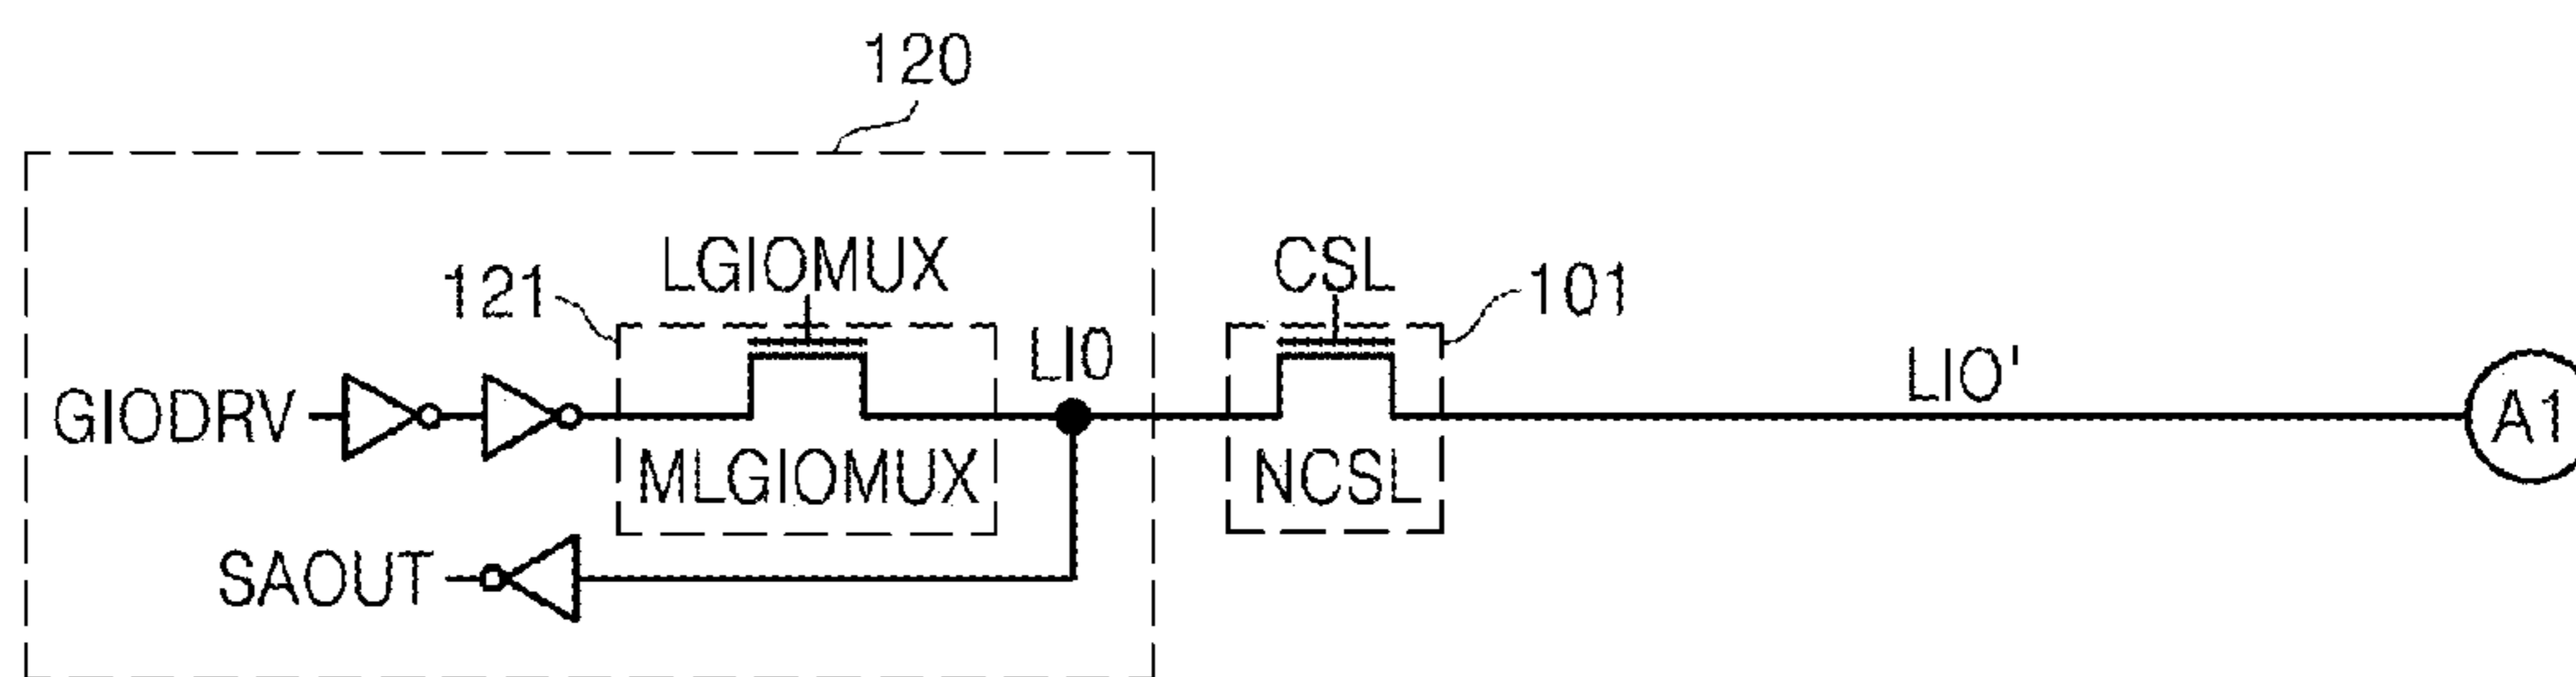 120
LGIOMUX
CSL
121
101
LIO
LIO'
GIODRV
A1
MLGIOMUX
NCSL
SAOUT